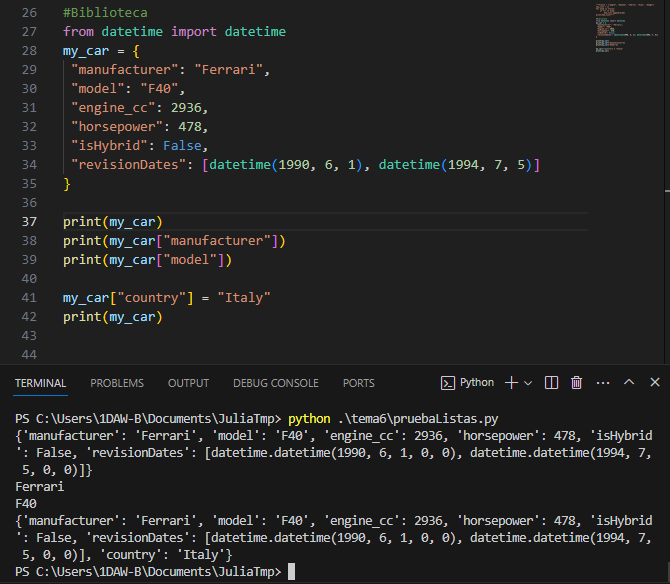 26 #Biblioteca
27 from datetime import datetime
28 my_car = {
29 "manufacturer": "Ferrari",
30 "model": "F40",
31 "engine_cc": 2936,
32 "horsepower": 478,
33 "isHybrid": False,
34 "revisionDates": [datetime(1990, 6, 1), datetime(1994, 7, 5)]
35 }
36
37 print(my_car)
38 print(my_car["manufacturer"])
39 print(my_car["model"])
40
41 my_car["country"] = "Italy"
42 print(my_car)
43
44
TERMINAL PROBLEMS OUTPUT DEBUG CONSOLE PORTS Python
PS C:\Users\1DAW-B\Documents\JuliaTmp> python .\tema6\pruebaListas.py
{'manufacturer': 'Ferrari', 'model': 'F40', 'engine_cc': 2936, 'horsepower': 478, 'isHybrid
': False, 'revisionDates': [datetime.datetime(1990, 6, 1, 0, 0), datetime.datetime(1994, 7,
5, 0, 0)]}
Ferrari
F40
{'manufacturer': 'Ferrari', 'model': 'F40', 'engine_cc': 2936, 'horsepower': 478, 'isHybrid
': False, 'revisionDates': [datetime.datetime(1990, 6, 1, 0, 0), datetime.datetime(1994, 7,
5, 0, 0)], 'country': 'Italy'}
PS C:\Users\1DAW-B\Documents\JuliaTmp>